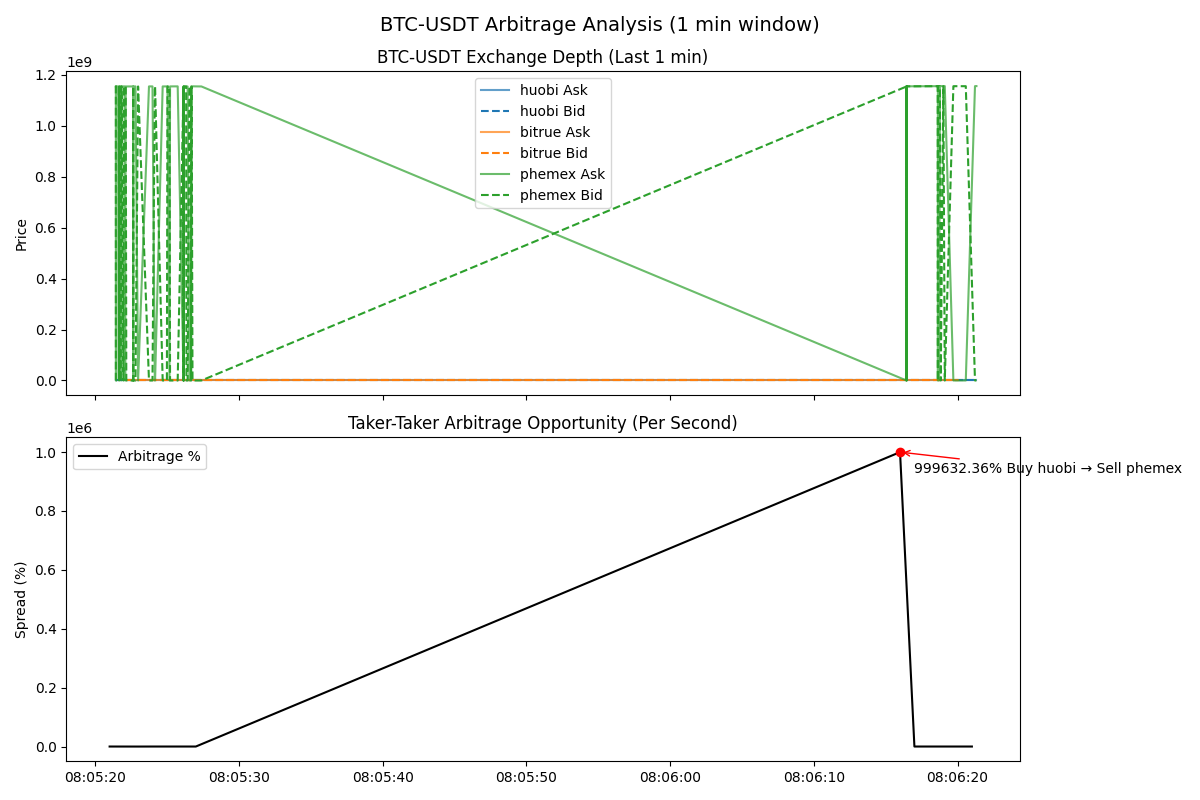 BTC-USDT Arbitrage Analysis (1 min window)
BTC-USDT Exchange Depth (Last 1 min)
1e9
1.2
1.0
0.8
0.6
0.4
0.2
0.0
Price
huobi Ask
huobi Bid
bitrue Ask
bitrue Bid
phemex Ask
phemex Bid
Taker-Taker Arbitrage Opportunity (Per Second)
1e6
1.0
0.8
0.6
0.4
0.2
0.0
Spread (%)
Arbitrage %
999632.36% Buy huobi → Sell phemex
08:05:20 08:05:30 08:05:40 08:05:50 08:06:00 08:06:10 08:06:20